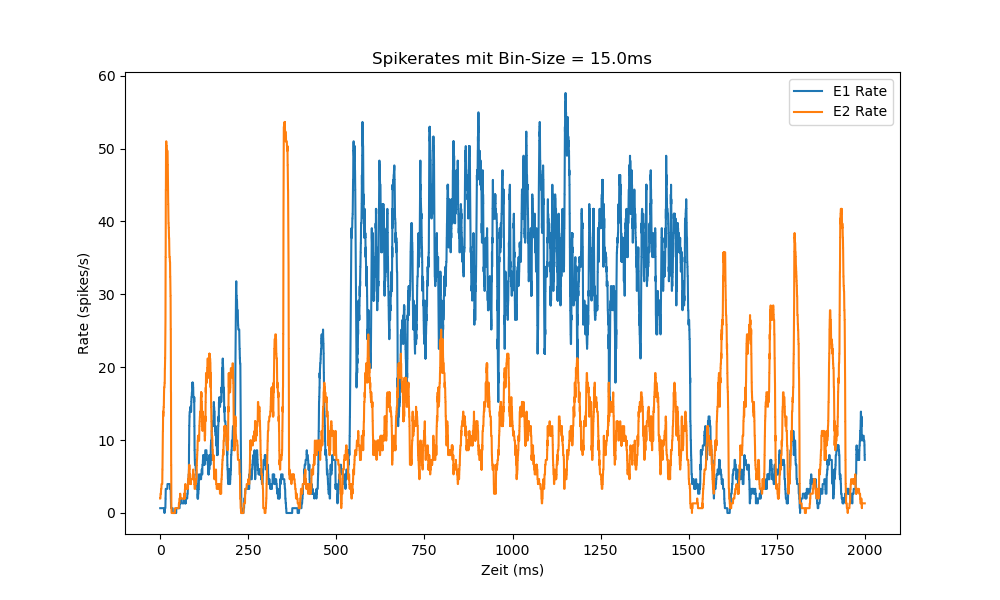 Spikerates mit Bin-Size = 15.0ms
E1 Rate
E2 Rate
60
50
40
30
20
10
0
Rate (spikes/s)
0 250 500 750 1000 1250 1500 1750 2000
Zeit (ms)